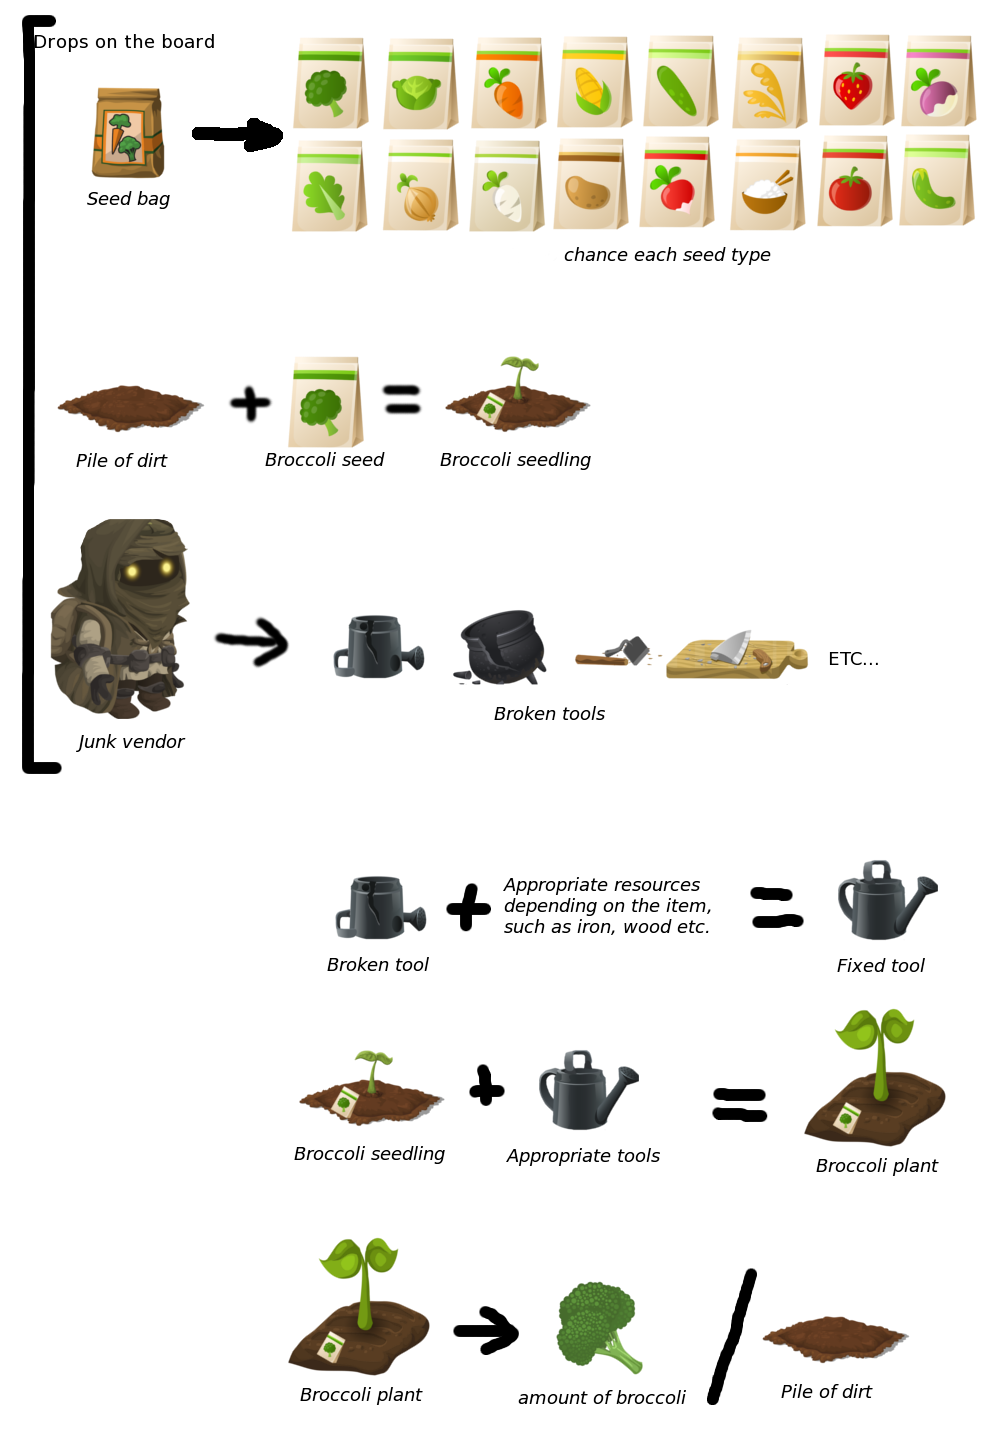 Drops on the board
Seed bag
chance each seed type
Pile of dirt
Broccoli seed
Broccoli seedling
Junk vendor
Broken tools
ETC...
Broken tool
Appropriate resources
depending on the item,
such as iron, wood etc.
Fixed tool
Broccoli seedling
Appropriate tools
Broccoli plant
Broccoli plant
amount of broccoli
Pile of dirt